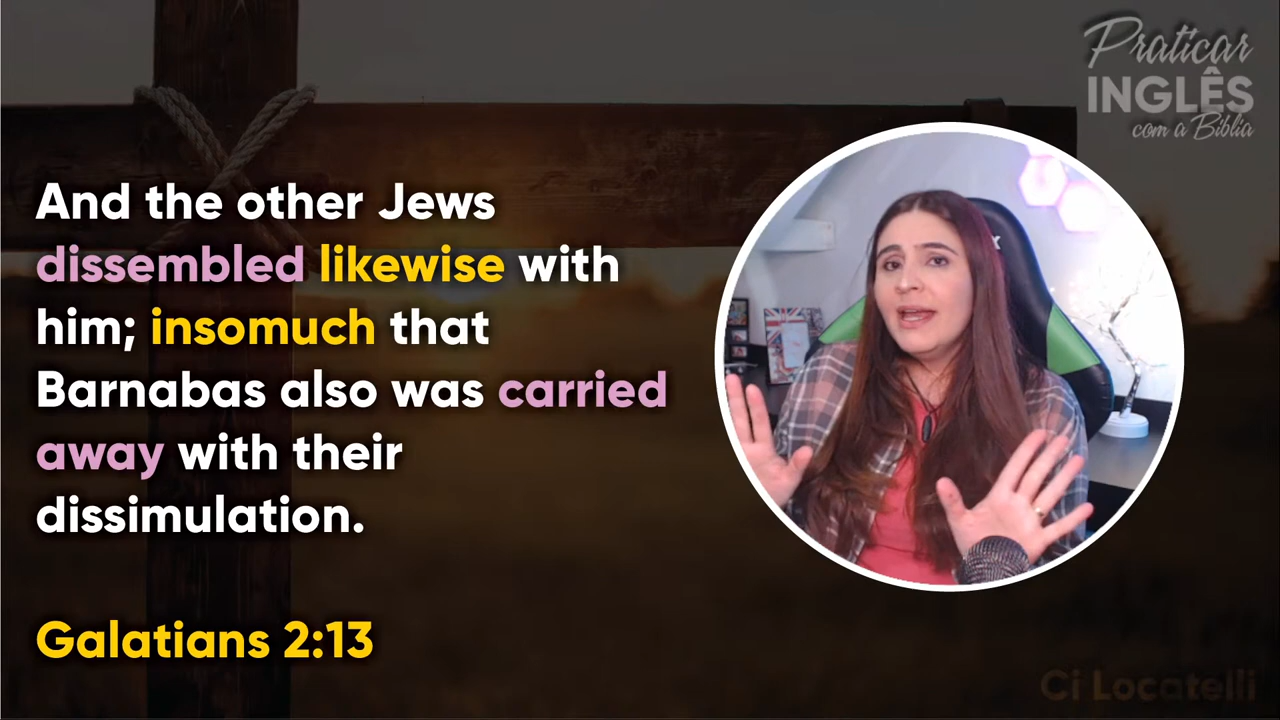 Praticar
INGLÊS
com a Bíblia
And the other Jews
dissembled likewise with
him; insomuch that
Barnabas also was carried
away with their
dissimulation.
Galatians 2:13
Ci Locatelli